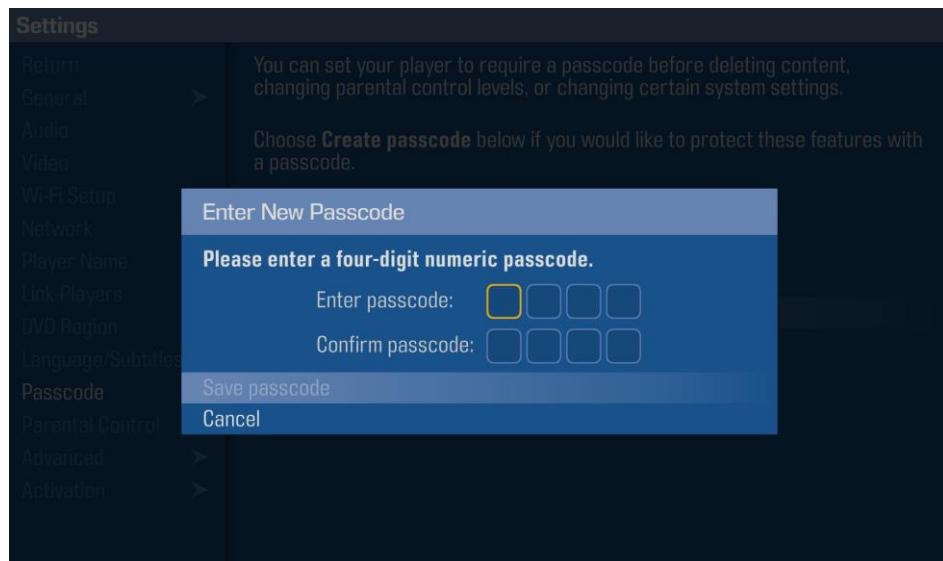 Settings
Return
General
Audio
Video
Wi-Fi Setup
Network
Player Name
Link Players
DVD Region
Language/Subtitles
Passcode
Parental Control
Advanced
Activation
You can set your player to require a passcode before deleting content,
changing parental control levels, or changing certain system settings.
Choose Create passcode below if you would like to protect these features with
a passcode.
Enter New Passcode
Please enter a four-digit numeric passcode.
Enter passcode:
Confirm passcode:
Save passcode
Cancel